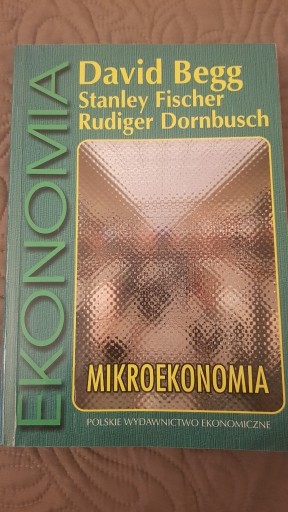 EKONOMIA
David Begg
Stanley Fischer
Rudiger Dornbusch
MIKROEKONOMIA
POLSKIE WYDAWNICTWO EKONOMICZNE